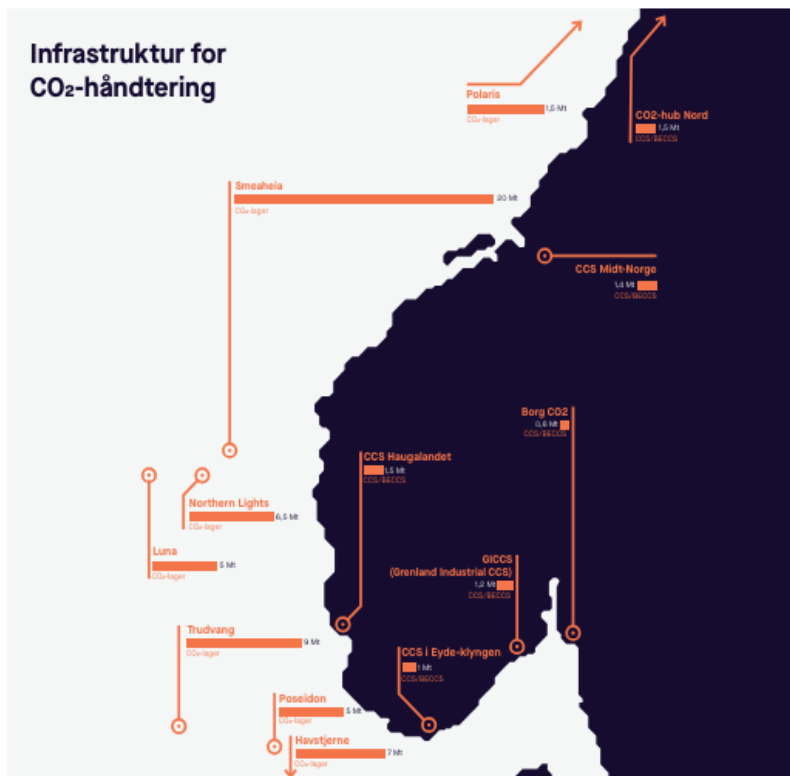 Infrastruktur for
CO₂-håndtering
Polaris
1,5 Mt
CO₂-lager
CO2-hub Nord
1,5 Mt
CCS/BECCS
Smeaheia
20 Mt
CO₂-lager
CCS Midt-Norge
1,4 Mt
CCS/BECCS
Borg CO2
0,6 Mt
CCS/BECCS
CCS Haugalandet
1,5 Mt
CCS/BECCS
Northern Lights
6,5 Mt
CO₂-lager
Luna
5 Mt
CO₂-lager
GICCS
(Grenland Industrial CCS)
1,2 Mt
CCS/BECCS
Trudvang
9 Mt
CO₂-lager
CCS i Eyde-klyngen
1 Mt
CCS/BECCS
Poseidon
5 Mt
CO₂-lager
Havstjerne
7 Mt
CO₂-lager